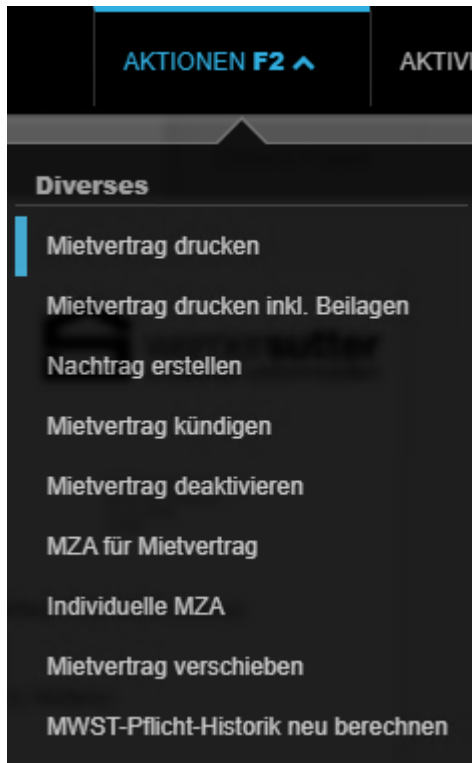 AKTIONEN F2
AKTIVI
Diverses
Mietvertrag drucken
Mietvertrag drucken inkl. Beilagen
Nachtrag erstellen
Mietvertrag kündigen
Mietvertrag deaktivieren
MZA für Mietvertrag
Individuelle MZA
Mietvertrag verschieben
MWST-Pflicht-Historik neu berechnen